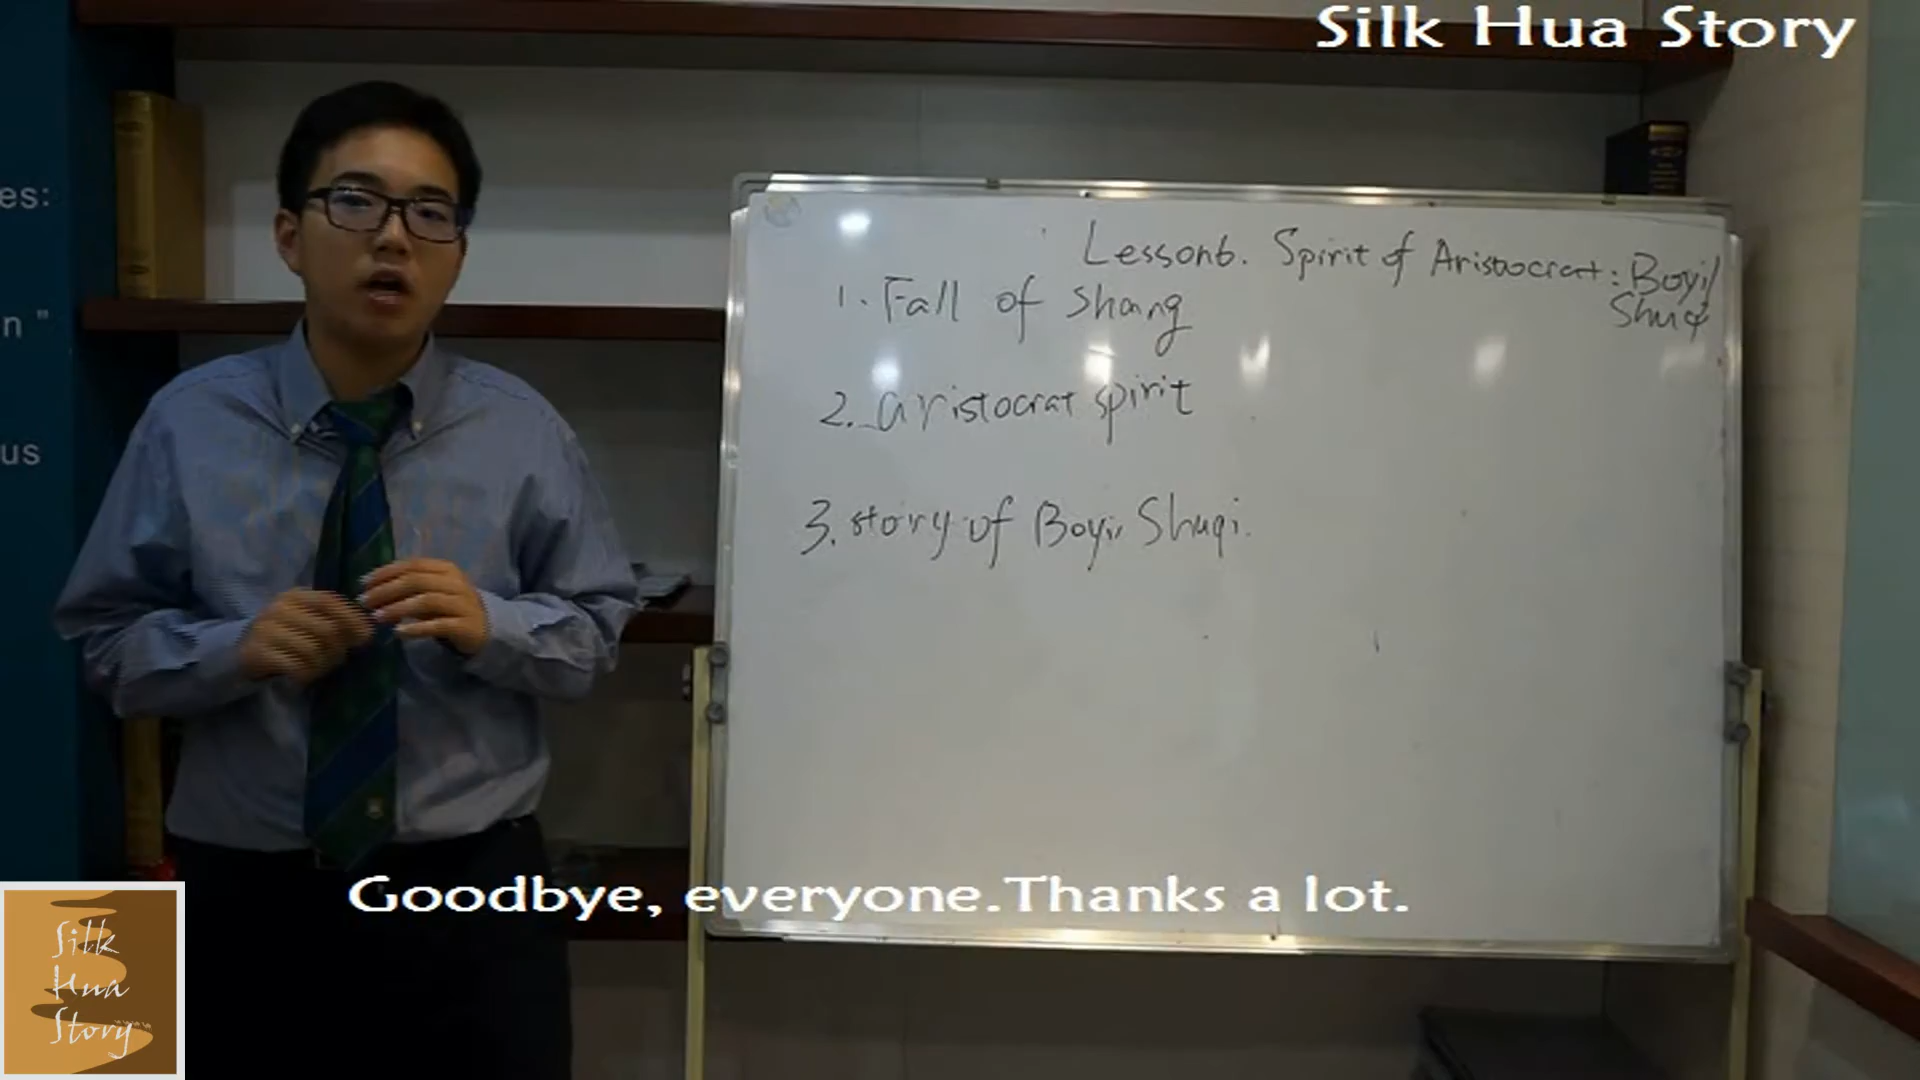 Silk Hua Story
es:
n "
us
Lesson6. Spirit of Aristocrat: Boyi/
Shuqi
1. Fall of Shang
2. aristocrat spirit
3. story of Boyi Shuqi.
Goodbye, everyone.Thanks a lot.
Silk
Hua
Story